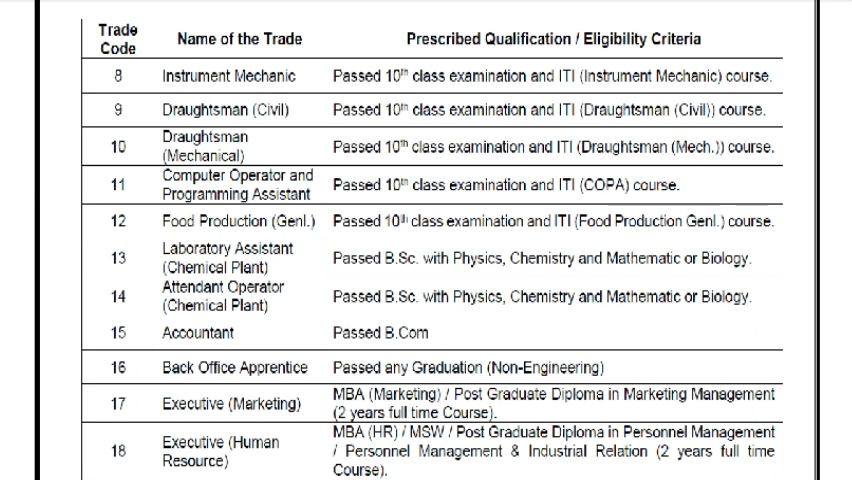 Trade Code Name of the Trade Prescribed Qualification / Eligibility Criteria
8 Instrument Mechanic Passed 10th class examination and ITI (Instrument Mechanic) course.
9 Draughtsman (Civil) Passed 10th class examination and ITI (Draughtsman (Civil)) course.
10 Draughtsman (Mechanical) Passed 10th class examination and ITI (Draughtsman (Mech.)) course.
11 Computer Operator and Programming Assistant Passed 10th class examination and ITI (COPA) course.
12 Food Production (Genl.) Passed 10th class examination and ITI (Food Production Genl.) course.
13 Laboratory Assistant (Chemical Plant) Passed B.Sc. with Physics, Chemistry and Mathematic or Biology.
14 Attendant Operator (Chemical Plant) Passed B.Sc. with Physics, Chemistry and Mathematic or Biology.
15 Accountant Passed B.Com
16 Back Office Apprentice Passed any Graduation (Non-Engineering)
17 Executive (Marketing) MBA (Marketing) / Post Graduate Diploma in Marketing Management (2 years full time Course).
18 Executive (Human Resource) MBA (HR) / MSW / Post Graduate Diploma in Personnel Management / Personnel Management & Industrial Relation (2 years full time Course).